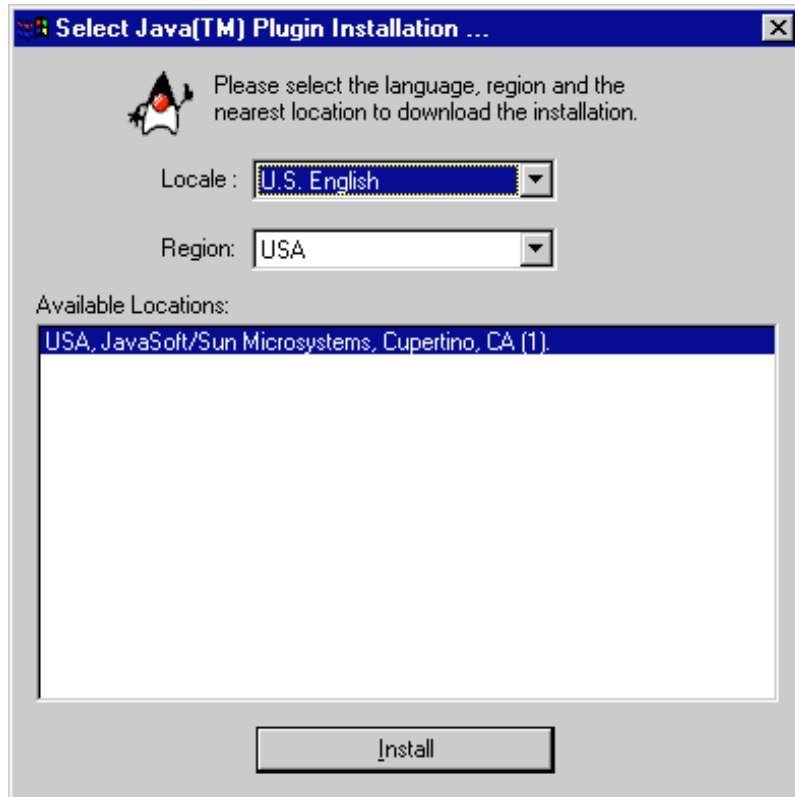 Select Java(TM) Plugin Installation ...
Please select the language, region and the
nearest location to download the installation.
Locale :
U.S. English
Region:
USA
Available Locations:
USA, JavaSoft/Sun Microsystems, Cupertino, CA (1).
Install